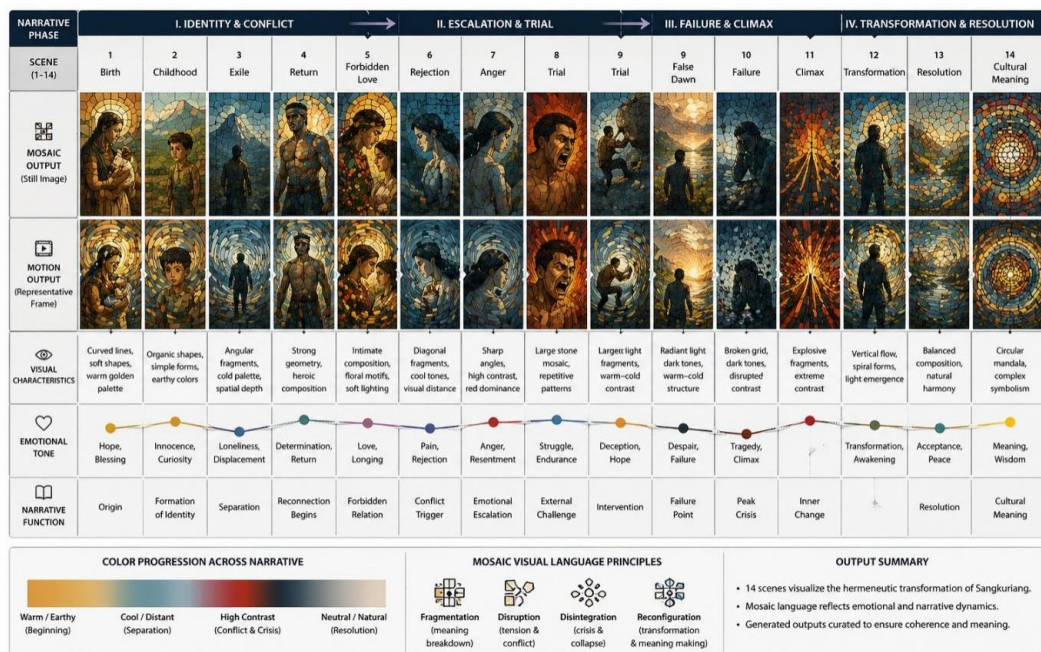 NARRATIVE
PHASE
I. IDENTITY & CONFLICT
II. ESCALATION & TRIAL
III. FAILURE & CLIMAX
IV. TRANSFORMATION & RESOLUTION
SCENE
(1–14)
1
Birth
2
Childhood
3
Exile
4
Return
5
Forbidden
Love
6
Rejection
7
Anger
8
Trial
9
Trial
9
False
Dawn
10
Failure
11
Climax
12
Transformation
13
Resolution
14
Cultural
Meaning
MOSAIC
OUTPUT
(Still Image)
MOTION
OUTPUT
(Representative
Frame)
VISUAL
CHARACTERISTICS
Curved lines,
soft shapes,
warm golden
palette
Organic shapes,
simple forms,
earthy colors
Angular
fragments,
cold palette,
spatial depth
Strong
geometry,
heroic
composition
Intimate
composition,
floral motifs,
soft lighting
Diagonal
fragments,
cool tones,
visual distance
Sharp
angles,
high contrast,
red dominance
Large stone
mosaic,
repetitive
patterns
light
fragments,
warm–cold
contrast
Radiant light
dark tones,
warm–cold
structure
Broken grid,
dark tones,
disrupted
contrast
Explosive
fragments,
extreme
contrast
Vertical flow,
spiral forms,
light emergence
Balanced
composition,
natural
harmony
Circular
mandala,
complex
symbolism
EMOTIONAL
TONE
Hope,
Blessing
Innocence,
Curiosity
Loneliness,
Displacement
Determination,
Return
Love,
Longing
Pain,
Rejection
Anger,
Resentment
Struggle,
Endurance
Deception,
Hope
Despair,
Failure
Tragedy,
Climax
Transformation,
Awakening
Acceptance,
Peace
Meaning,
Wisdom
NARRATIVE
FUNCTION
Origin
Formation
of Identity
Separation
Reconnection
Begins
Forbidden
Relation
Conflict
Trigger
Emotional
Escalation
External
Challenge
Intervention
Failure
Point
Peak
Crisis
Inner
Change
Resolution
Cultural
Meaning
COLOR PROGRESSION ACROSS NARRATIVE
Warm / Earthy
(Beginning)
Cool / Distant
(Separation)
High Contrast
(Conflict & Crisis)
Neutral / Natural
(Resolution)
MOSAIC VISUAL LANGUAGE PRINCIPLES
Fragmentation
(meaning
breakdown)
Disruption
(tension &
conflict)
Disintegration
(crisis &
collapse)
Reconfiguration
(transformation
& meaning making)
OUTPUT SUMMARY
• 14 scenes visualize the hermeneutic transformation of Sangkuriang.
• Mosaic language reflects emotional and narrative dynamics.
• Generated outputs curated to ensure coherence and meaning.